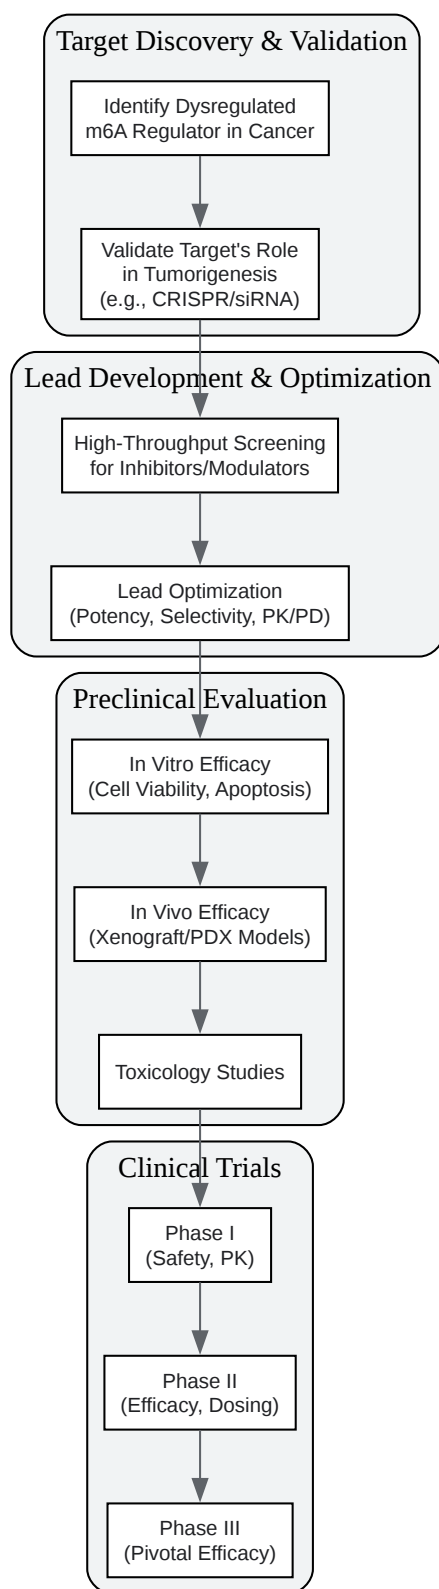 Target Discovery & Validation
Identify Dysregulated
m6A Regulator in Cancer
Validate Target's Role
in Tumorigenesis
(e.g., CRISPR/siRNA)
Lead Development & Optimization
High-Throughput Screening
for Inhibitors/Modulators
Lead Optimization
(Potency, Selectivity, PK/PD)
Preclinical Evaluation
In Vitro Efficacy
(Cell Viability, Apoptosis)
In Vivo Efficacy
(Xenograft/PDX Models)
Toxicology Studies
Clinical Trials
Phase I
(Safety, PK)
Phase II
(Efficacy, Dosing)
Phase III
(Pivotal Efficacy)